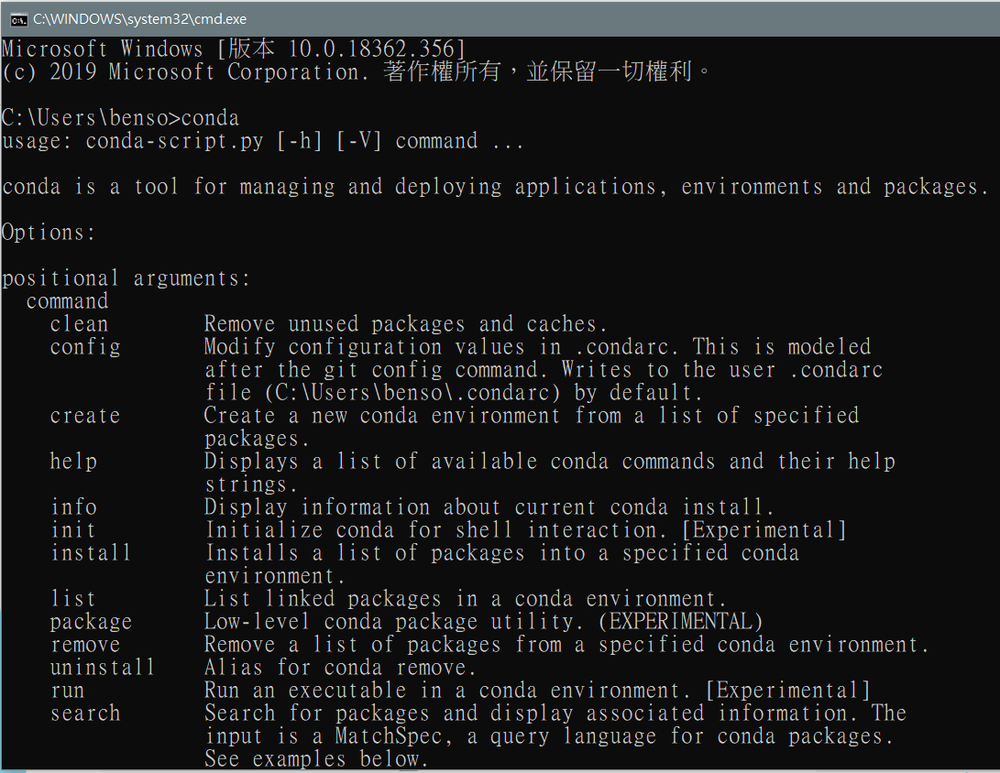 C:\WINDOWS\system32\cmd.exe
Microsoft Windows [版本 10.0.18362.356]
(c) 2019 Microsoft Corporation. 著作權所有，並保留一切權利。
C:\Users\benso>conda
usage: conda-script.py [-h] [-V] command ...
conda is a tool for managing and deploying applications, environments and packages.
Options:
positional arguments:
  command
    clean        Remove unused packages and caches.
    config       Modify configuration values in .condarc. This is modeled
                 after the git config command. Writes to the user .condarc
                 file (C:\Users\benso\.condarc) by default.
    create       Create a new conda environment from a list of specified
                 packages.
    help         Displays a list of available conda commands and their help
                 strings.
    info         Display information about current conda install.
    init         Initialize conda for shell interaction. [Experimental]
    install      Installs a list of packages into a specified conda
                 environment.
    list         List linked packages in a conda environment.
    package      Low-level conda package utility. (EXPERIMENTAL)
    remove       Remove a list of packages from a specified conda environment.
    uninstall    Alias for conda remove.
    run          Run an executable in a conda environment. [Experimental]
    search       Search for packages and display associated information. The
                 input is a MatchSpec, a query language for conda packages.
                 See examples below.